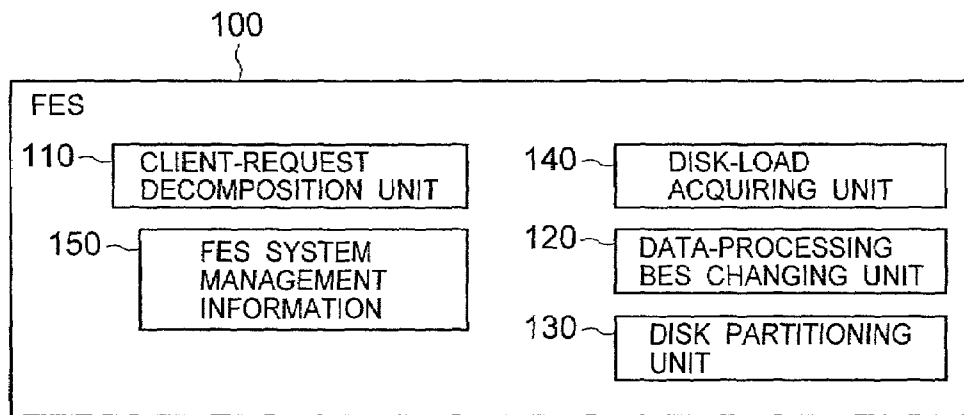 100
FES
110
CLIENT-REQUEST
DECOMPOSITION UNIT
150
FES SYSTEM
MANAGEMENT
INFORMATION
140
DISK-LOAD
ACQUIRING UNIT
120
DATA-PROCESSING
BES CHANGING UNIT
130
DISK PARTITIONING
UNIT